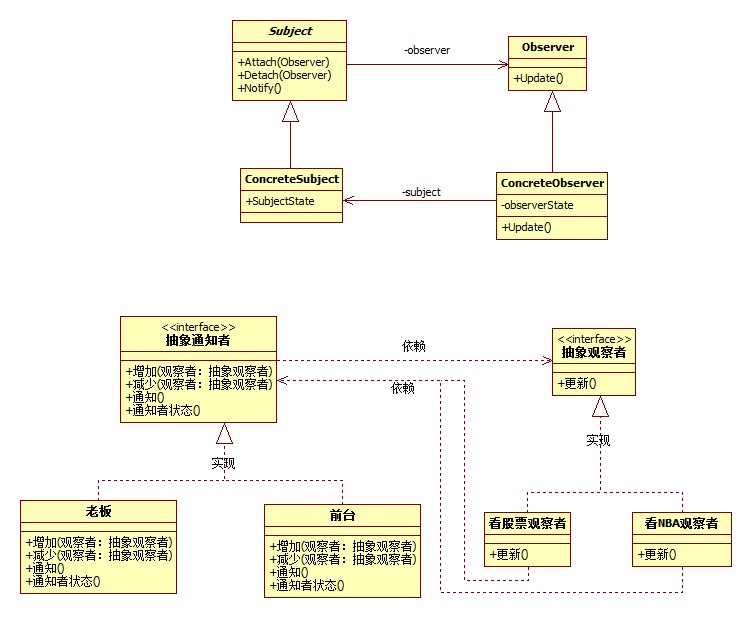 Subject
+Attach(Observer)
+Detach(Observer)
+Notify()
-observer
Observer
+Update()
ConcreteSubject
+SubjectState
-subject
ConcreteObserver
-observerState
+Update()
<<interface>>
抽象通知者
+增加(观察者：抽象观察者)
+减少(观察者：抽象观察者)
+通知()
+通知者状态()
依赖
<<interface>>
抽象观察者
+更新()
依赖
实现
实现
老板
+增加(观察者：抽象观察者)
+减少(观察者：抽象观察者)
+通知()
+通知者状态()
前台
+增加(观察者：抽象观察者)
+减少(观察者：抽象观察者)
+通知()
+通知者状态()
看股票观察者
+更新()
看NBA观察者
+更新()